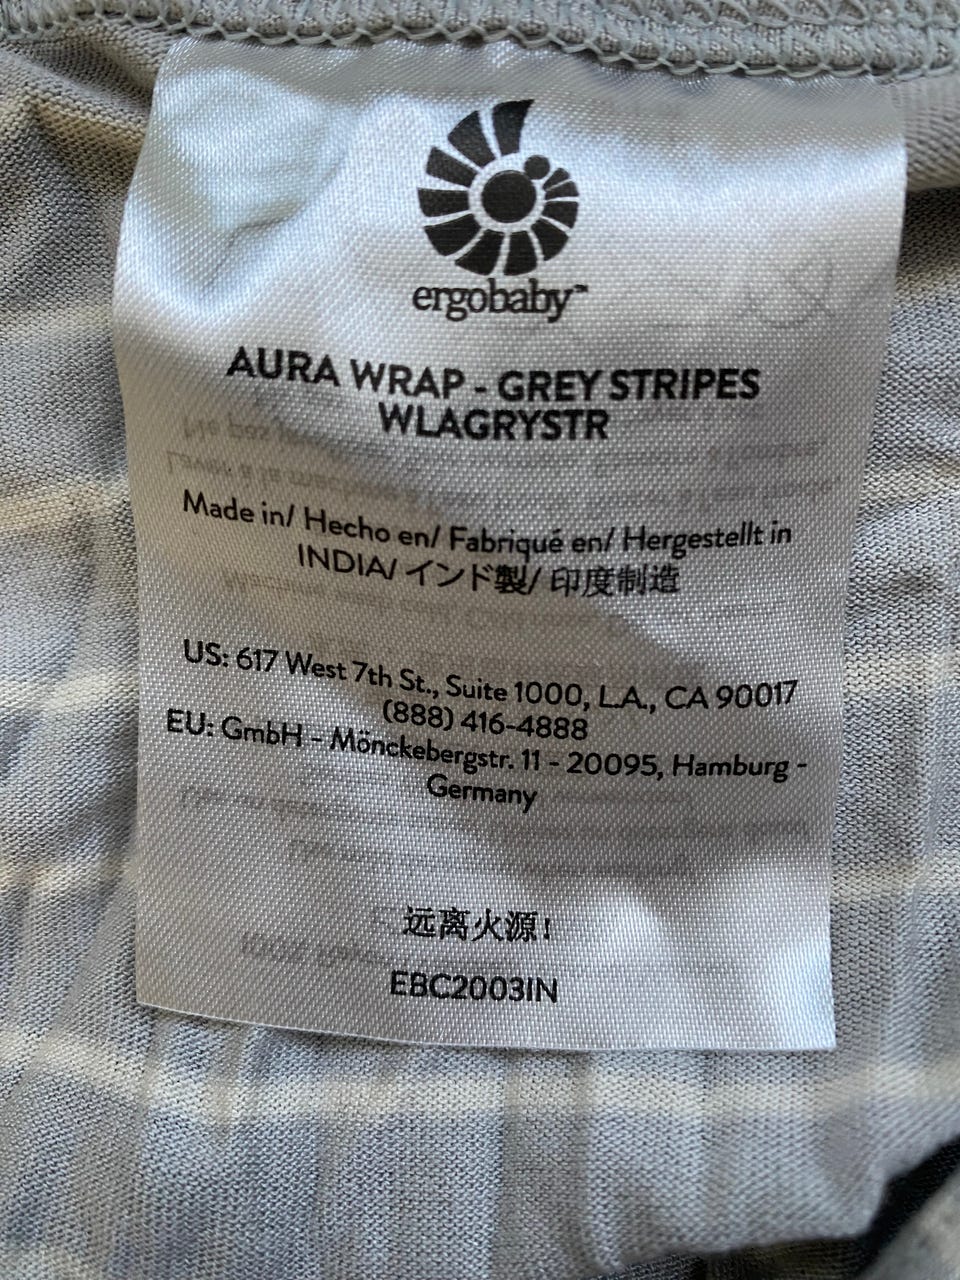 ergobaby™
AURA WRAP - GREY STRIPES
WLAGRYSTR
Made in/ Hecho en/ Fabriqué en/ Hergestellt in
INDIA/ インド製/ 印度制造
US: 617 West 7th St., Suite 1000, L.A., CA 90017
(888) 416-4888
EU: GmbH - Mönckebergstr. 11 - 20095, Hamburg -
Germany
远离火源!
EBC2003IN